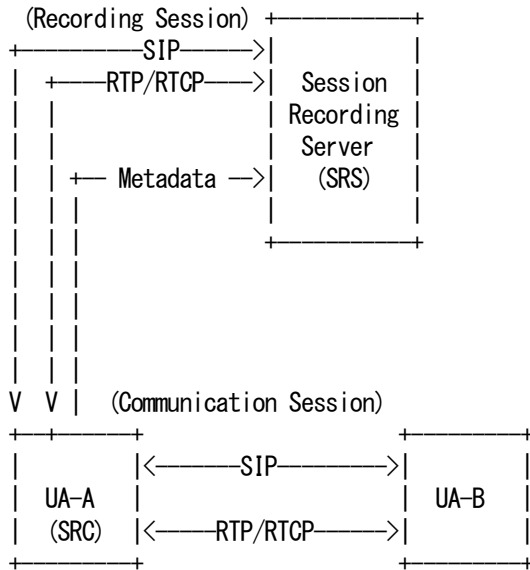 (Recording Session)
SIP
RTP/RTCP
Session
Recording
Metadata
Server
(SRS)
(Communication Session)
SIP
UA-A
UA-B
(SRC)
RTP/RTCP